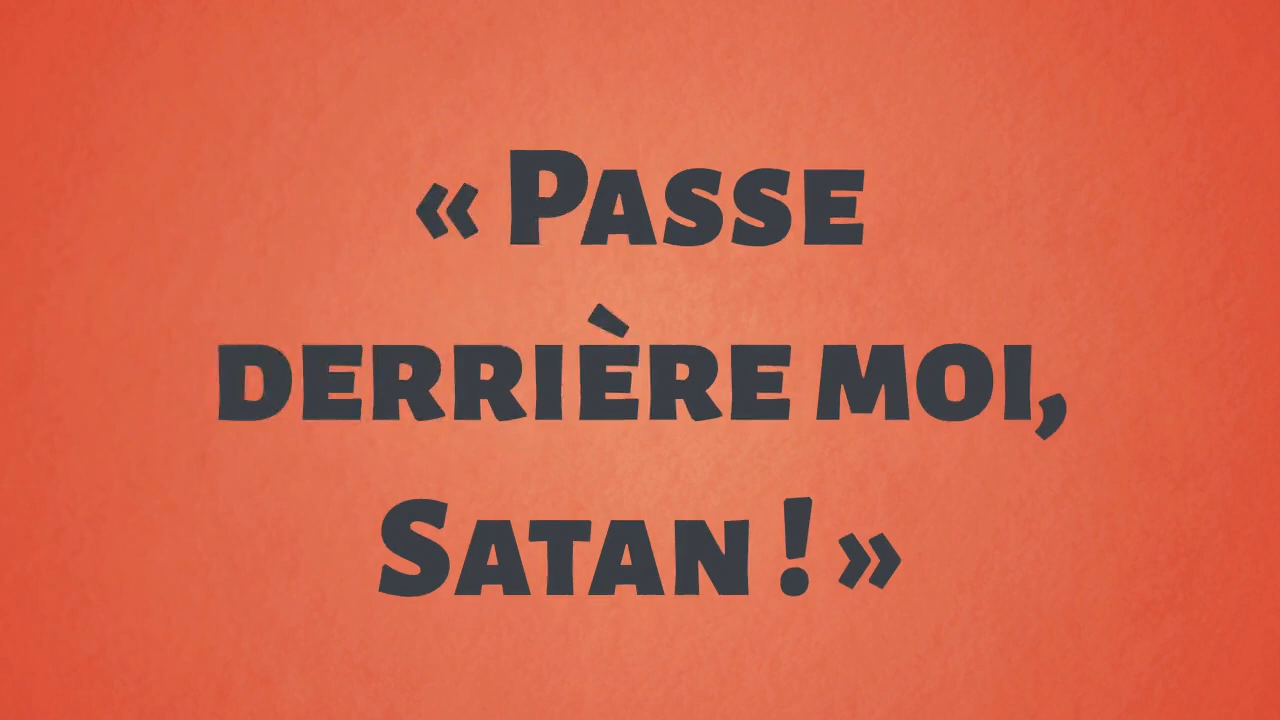 « Passe
derrière moi,
Satan ! »